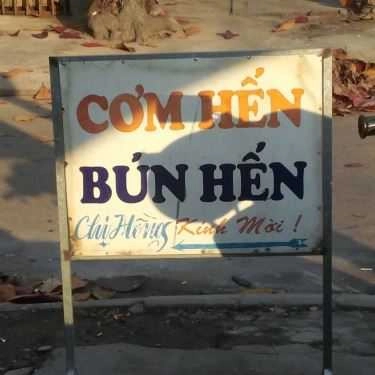 CƠM HẾN
BÚN HẾN
Chị Hồng Kính Mời !